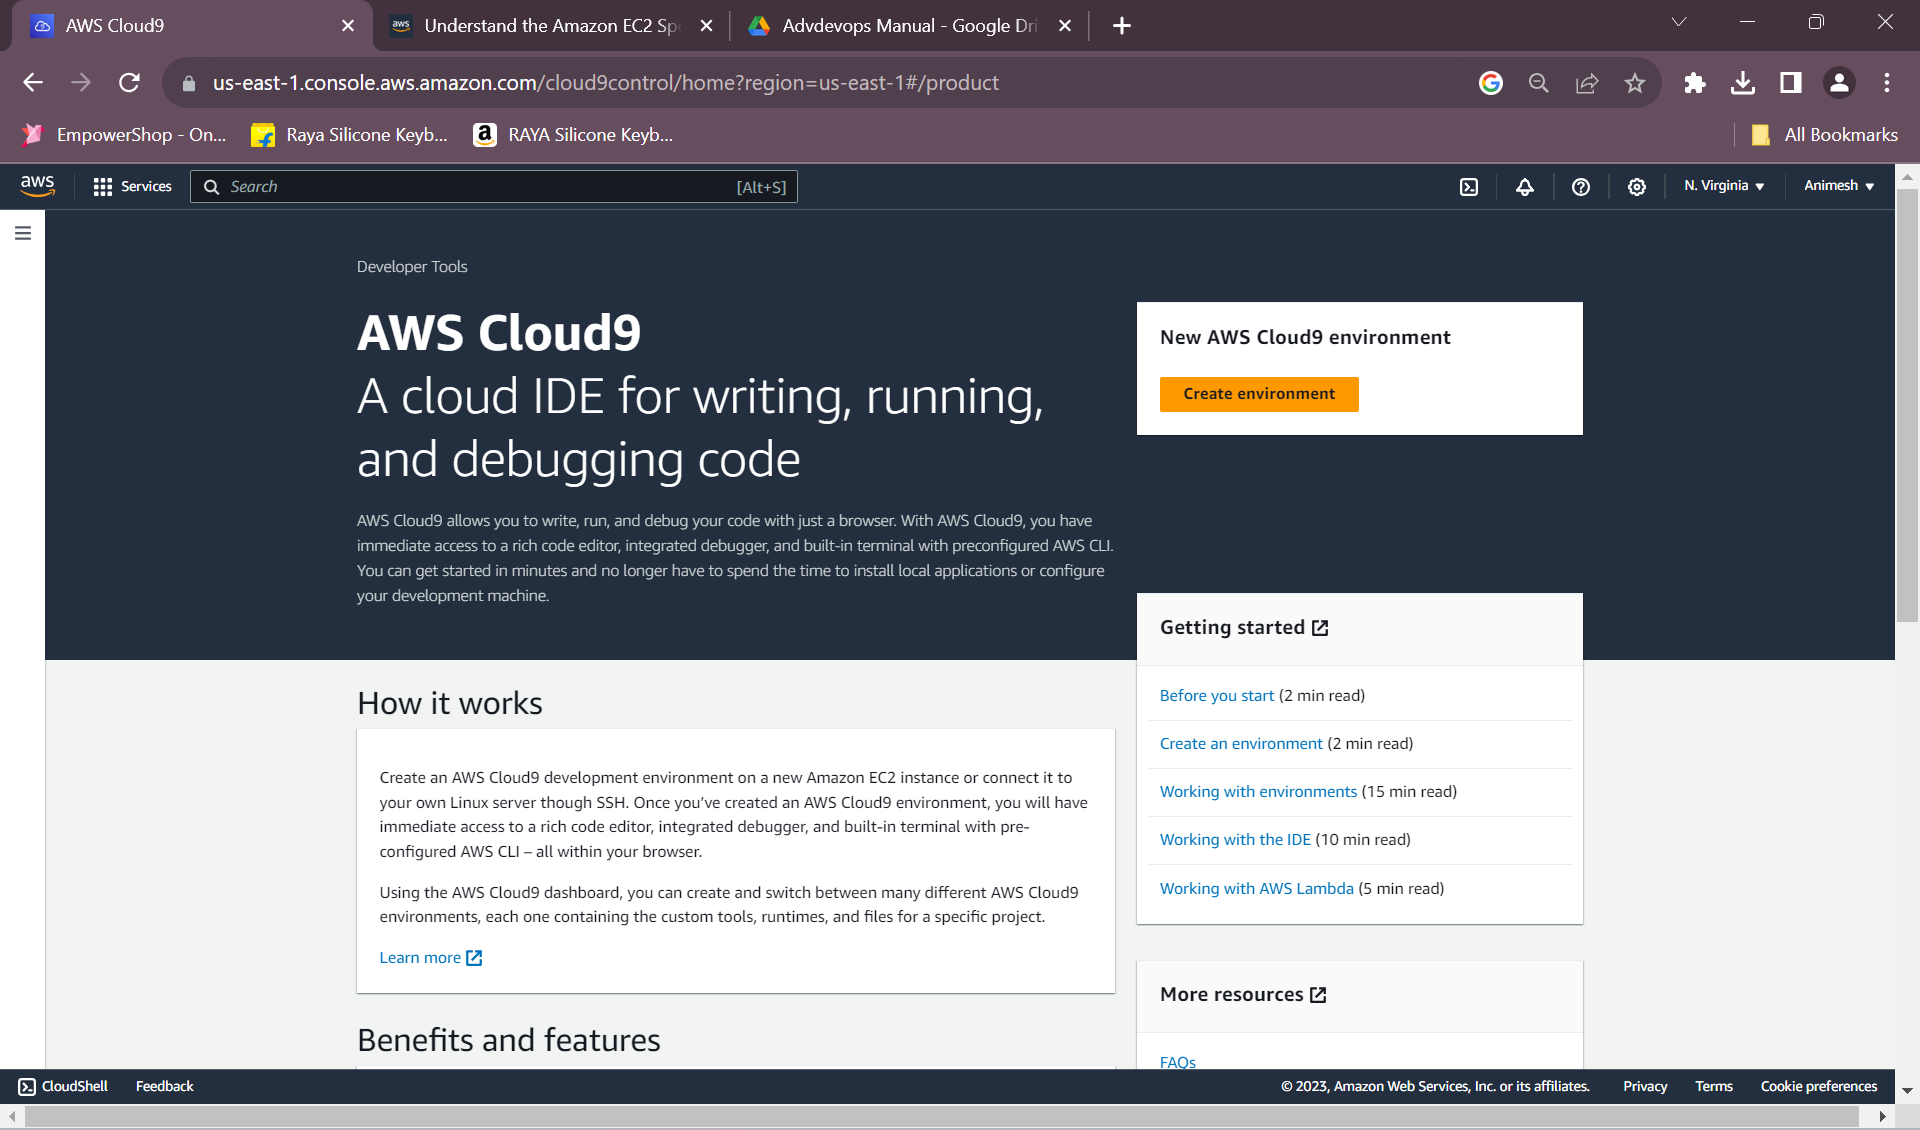 AWS Cloud9
Understand the Amazon EC2 Sp
Advdevops Manual - Google Dri
us-east-1.console.aws.amazon.com/cloud9control/home?region=us-east-1#/product
EmpowerShop - On...
Raya Silicone Keyb...
RAYA Silicone Keyb...
All Bookmarks
aws
Services
Search
[Alt+S]
N. Virginia
Animesh
Developer Tools
AWS Cloud9
A cloud IDE for writing, running,
and debugging code
AWS Cloud9 allows you to write, run, and debug your code with just a browser. With AWS Cloud9, you have
immediate access to a rich code editor, integrated debugger, and built-in terminal with preconfigured AWS CLI.
You can get started in minutes and no longer have to spend the time to install local applications or configure
your development machine.
New AWS Cloud9 environment
Create environment
How it works
Create an AWS Cloud9 development environment on a new Amazon EC2 instance or connect it to
your own Linux server though SSH. Once you've created an AWS Cloud9 environment, you will have
immediate access to a rich code editor, integrated debugger, and built-in terminal with pre-
configured AWS CLI – all within your browser.
Using the AWS Cloud9 dashboard, you can create and switch between many different AWS Cloud9
environments, each one containing the custom tools, runtimes, and files for a specific project.
Learn more
Benefits and features
Getting started
Before you start (2 min read)
Create an environment (2 min read)
Working with environments (15 min read)
Working with the IDE (10 min read)
Working with AWS Lambda (5 min read)
More resources
FAQs
CloudShell
Feedback
© 2023, Amazon Web Services, Inc. or its affiliates.
Privacy
Terms
Cookie preferences